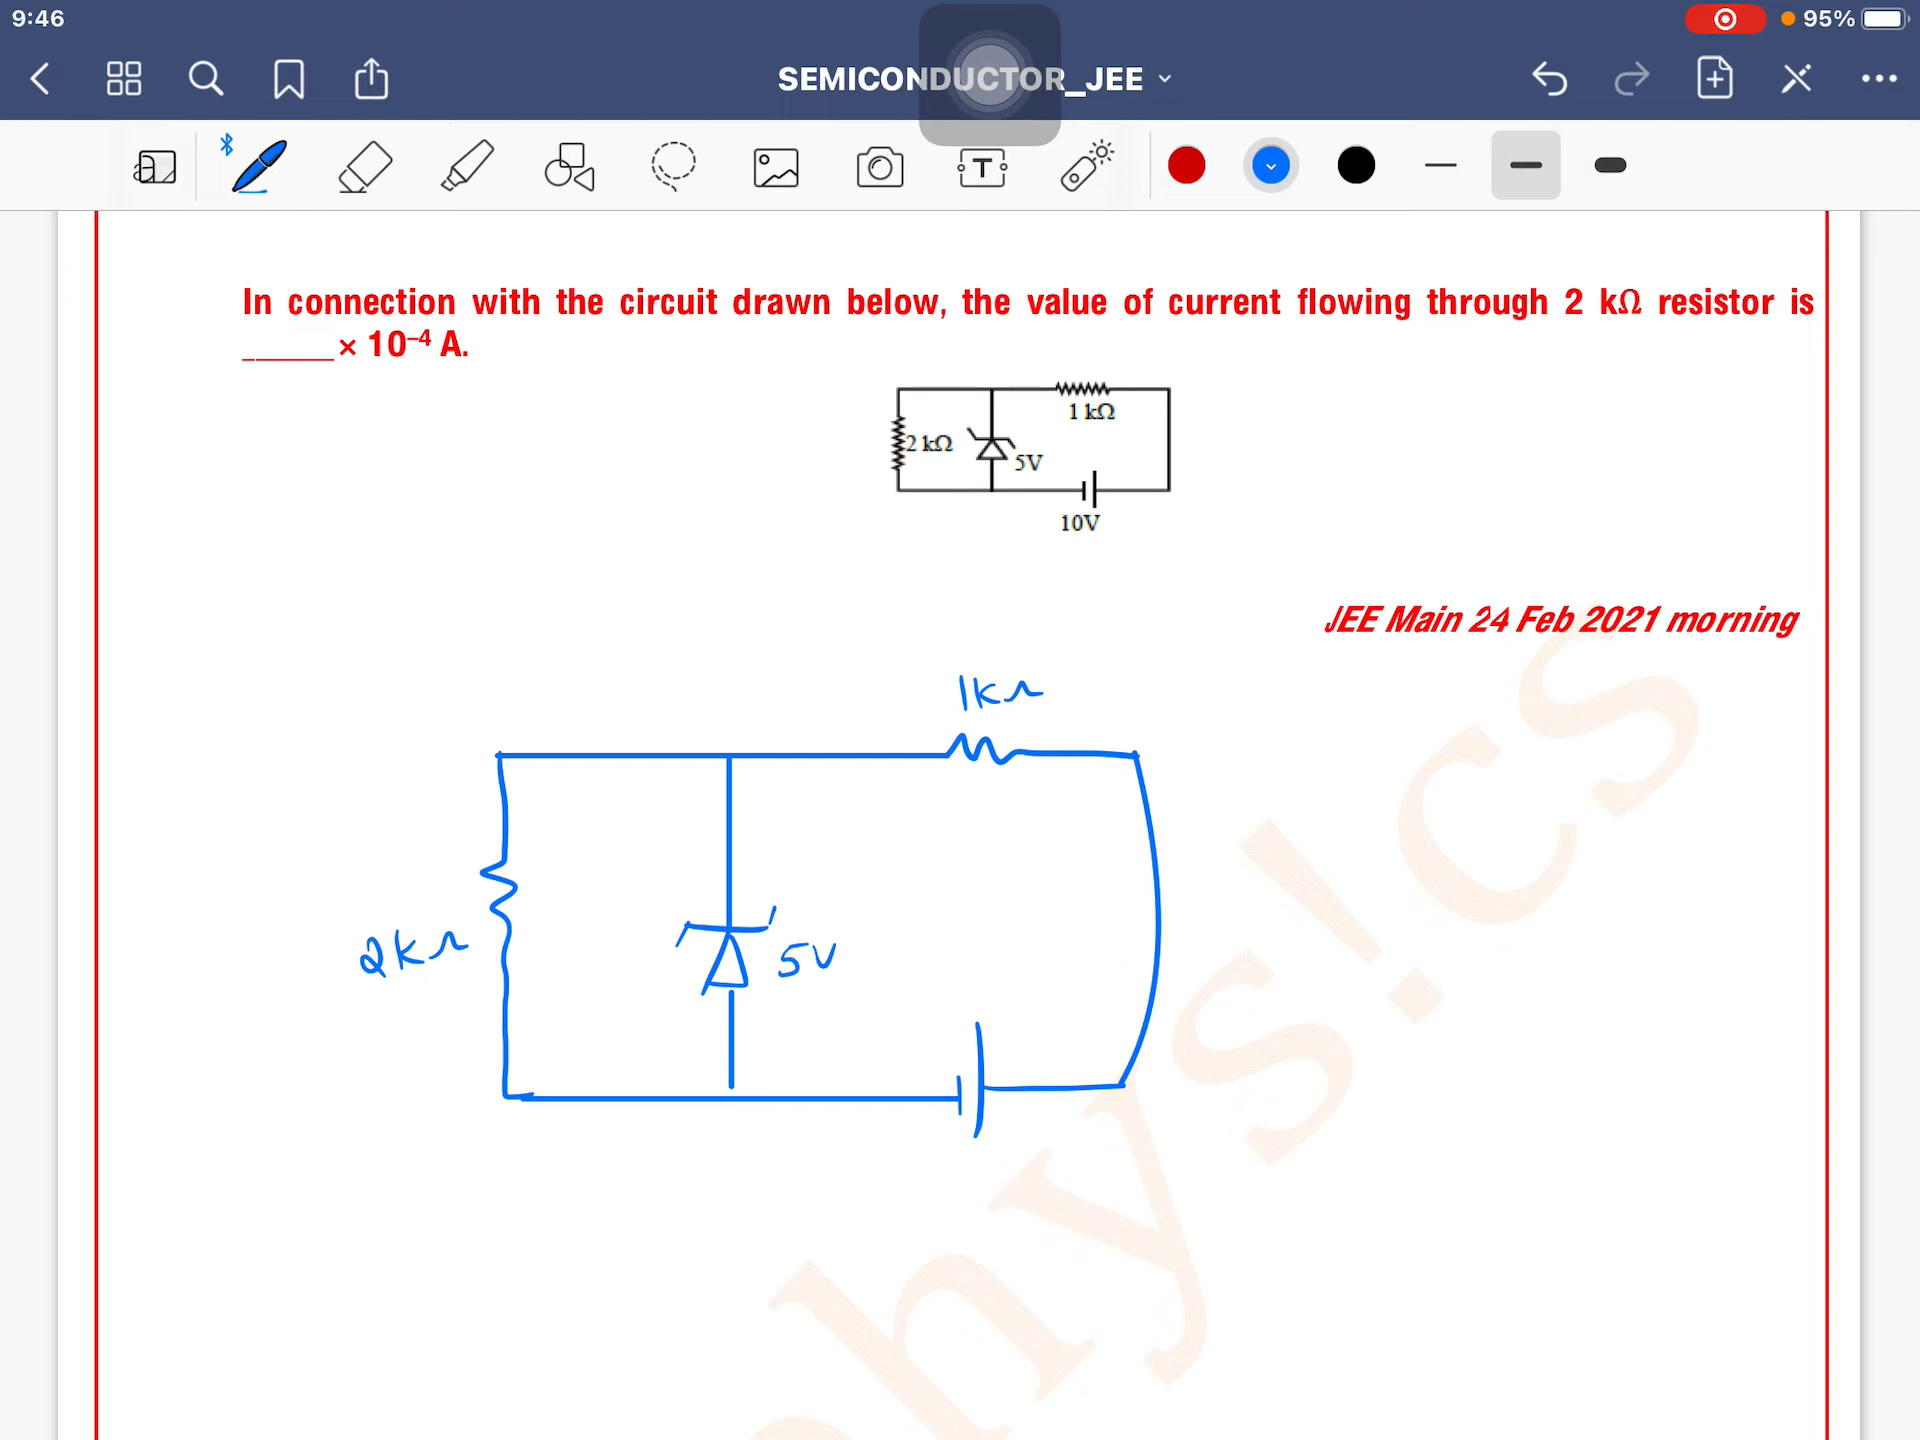 9:46
95%
SEMICONDUCTOR_JEE
In connection with the circuit drawn below, the value of current flowing through 2 kΩ resistor is
_____× 10⁻⁴ A.
1 kΩ
2 kΩ
5V
10V
JEE Main 24 Feb 2021 morning
1KΩ
2KΩ
5V
phys!cs